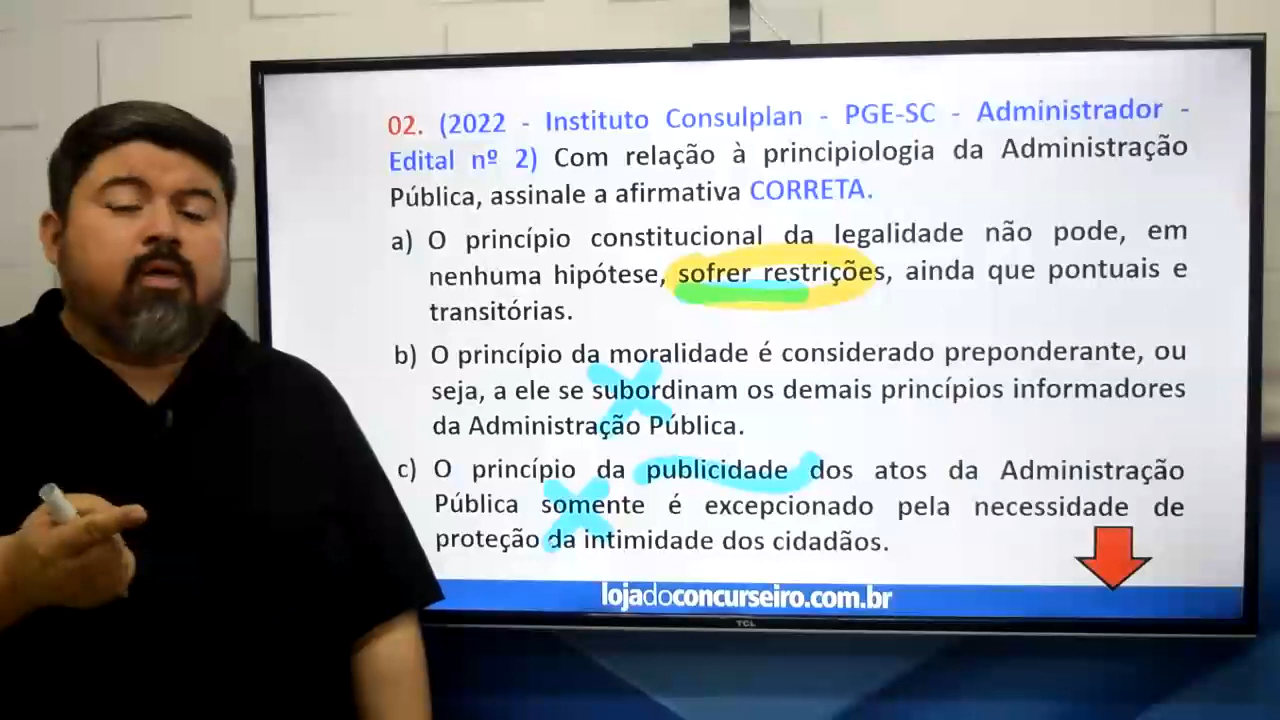 02. (2022 - Instituto Consulplan - PGE-SC - Administrador -
Edital nº 2) Com relação à principiologia da Administração
Pública, assinale a afirmativa CORRETA.
a) O princípio constitucional da legalidade não pode, em
nenhuma hipótese, sofrer restrições, ainda que pontuais e
transitórias.
b) O princípio da moralidade é considerado preponderante, ou
seja, a ele se subordinam os demais princípios informadores
da Administração Pública.
c) O princípio da publicidade dos atos da Administração
Pública somente é excepcionado pela necessidade de
proteção da intimidade dos cidadãos.
lojadoconcurseiro.com.br
TCL